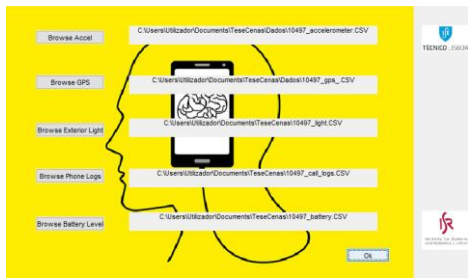 Browse Accel
C:\Users\Utilizador\Documents\TeseCenas\Dados\10497_accelerometer.CSV
TÉCNICO
Browse GPS
C:\Users\Utilizador\Documents\TeseCenas\Dados\10497_gps_.CSV
Browse Exterior Light
C:\Users\Utilizador\Documents\TeseCenas\10497_light.CSV
Browse Phone Logs
C:\Users\Utilizador\Documents\TeseCenas\10497_call_logs.CSV
Browse Battery Level
C:\Users\Utilizador\Documents\TeseCenas\10497_battery.CSV
Ok